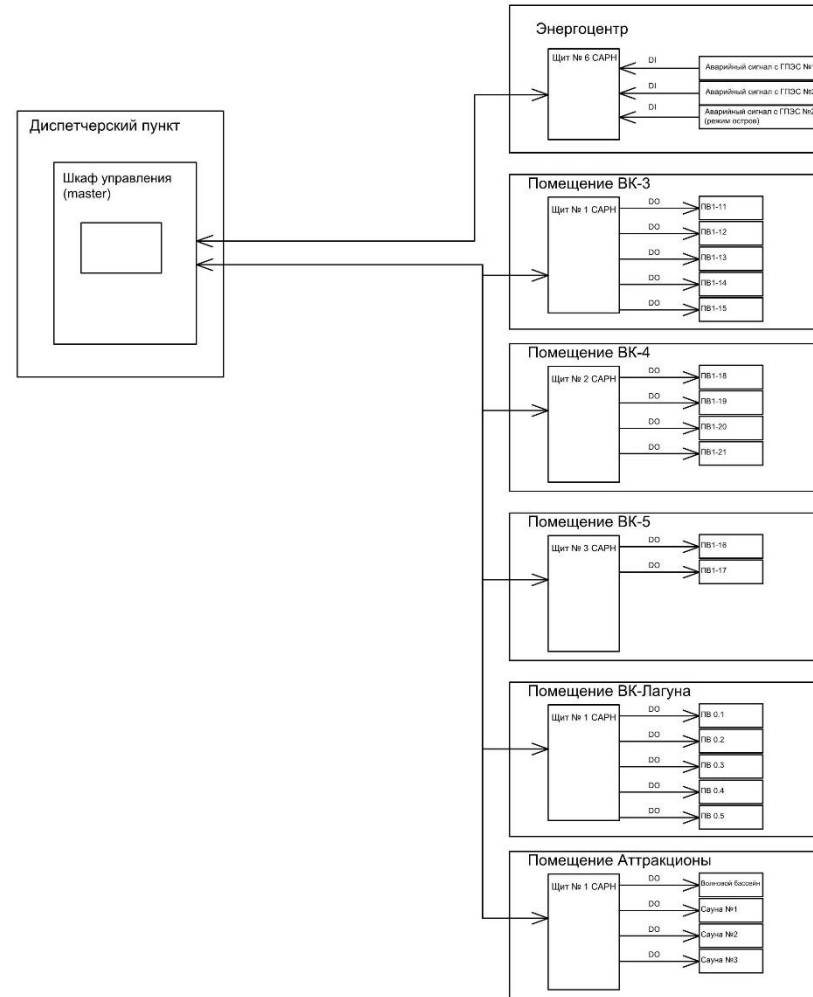 Диспетчерский пункт
Шкаф управления
(master)
Энергоцентр
Щит № 6 САРН
DI
Аварийный сигнал с ГПЭС №1
DI
Аварийный сигнал с ГПЭС №2
DI
Аварийный сигнал с ГПЭС №2
(режим остров)
Помещение ВК-3
Щит № 1 САРН
DO
ПВ1-11
DO
ПВ1-12
DO
ПВ1-13
DO
ПВ1-14
DO
ПВ1-15
Помещение ВК-4
Щит № 2 САРН
DO
ПВ1-18
DO
ПВ1-19
DO
ПВ1-20
DO
ПВ1-21
Помещение ВК-5
Щит № 3 САРН
DO
ПВ1-16
DO
ПВ1-17
Помещение ВК-Лагуна
Щит № 1 САРН
DO
ПВ 0.1
DO
ПВ 0.2
DO
ПВ 0.3
DO
ПВ 0.4
DO
ПВ 0.5
Помещение Аттракционы
Щит № 1 САРН
DO
Волновой бассейн
DO
Сауна №1
DO
Сауна №2
DO
Сауна №3